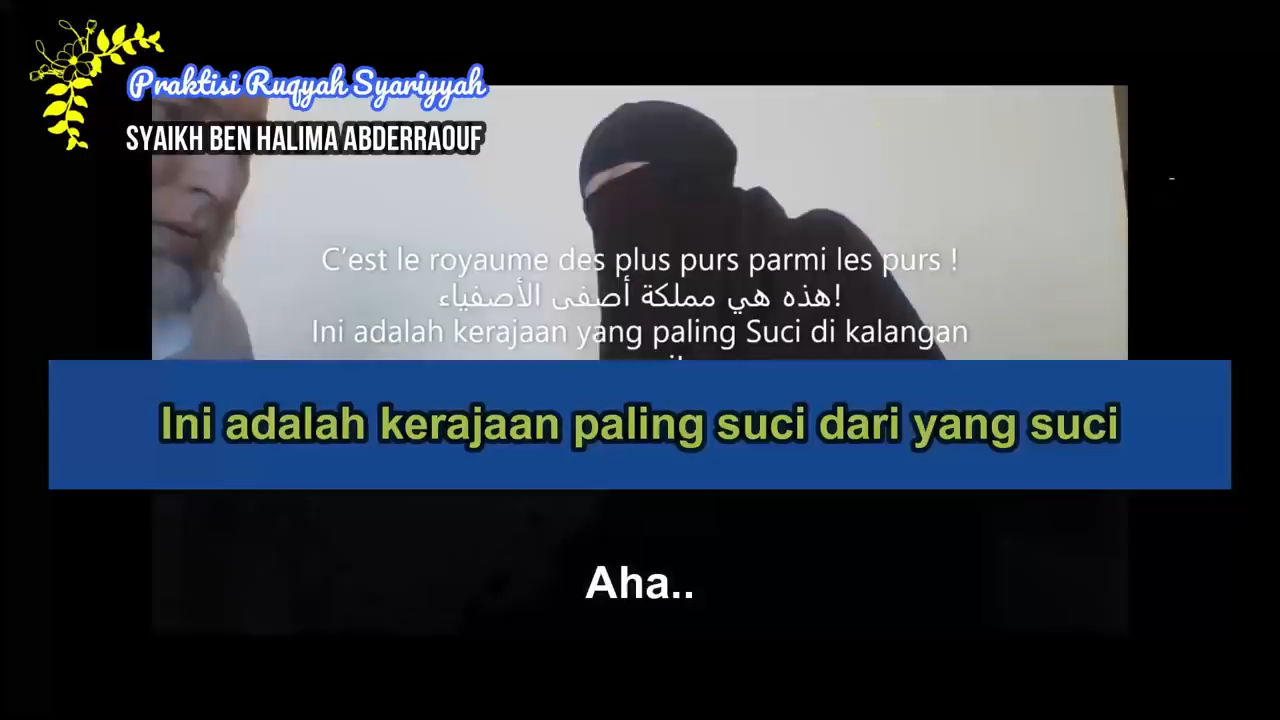 Praktisi Ruqyah Syariyyah
SYAIKH BEN HALIMA ABDERRAOUF
C'est le royaume des plus purs parmi les purs !
هذه هي مملكة أصفى الأصفياء!
Ini adalah kerajaan yang paling Suci di kalangan
Ini adalah kerajaan paling suci dari yang suci
Aha..